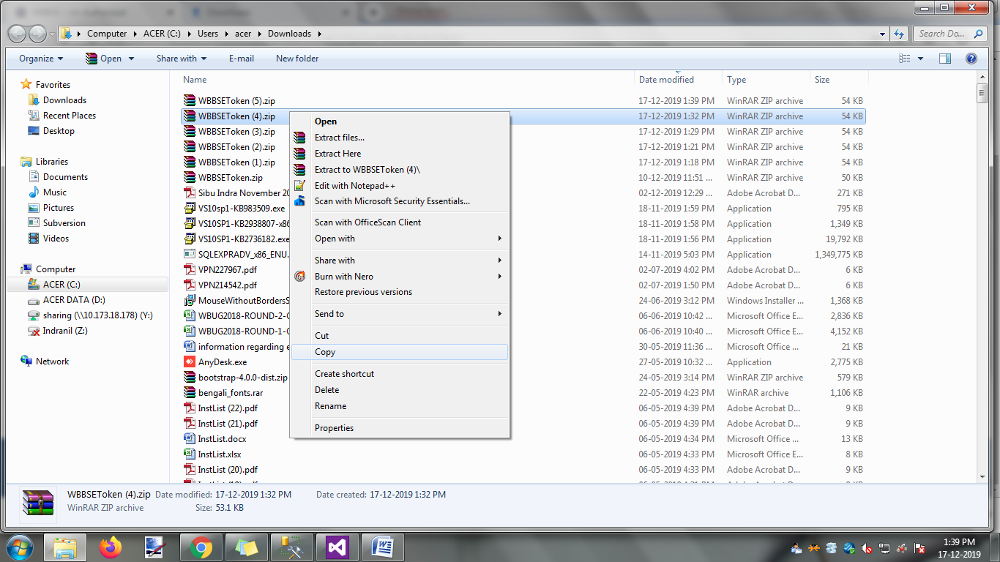 Computer ▸ ACER (C:) ▸ Users ▸ acer ▸ Downloads ▸
Search Do...
Organize Open Share with E-mail New folder
Favorites
Downloads
Recent Places
Desktop
Libraries
Documents
Music
Pictures
Subversion
Videos
Computer
ACER (C:)
ACER DATA (D:)
sharing (\\10.173.18.178) (Y:)
Indranil (Z:)
Network
Name Date modified Type Size
WBBSEToken (5).zip 17-12-2019 1:39 PM WinRAR ZIP archive 54 KB
WBBSEToken (4).zip 17-12-2019 1:32 PM WinRAR ZIP archive 54 KB
WBBSEToken (3).zip 17-12-2019 1:29 PM WinRAR ZIP archive 54 KB
WBBSEToken (2).zip 17-12-2019 1:21 PM WinRAR ZIP archive 54 KB
WBBSEToken (1).zip 17-12-2019 1:18 PM WinRAR ZIP archive 54 KB
WBBSEToken.zip 10-12-2019 11:51 ... WinRAR ZIP archive 50 KB
Sibu Indra November 20 02-12-2019 12:29 ... Adobe Acrobat D... 271 KB
VS10sp1-KB983509.exe 18-11-2019 1:59 PM Application 795 KB
VS10SP1-KB2938807-x86 18-11-2019 1:58 PM Application 1,349 KB
VS10SP1-KB2736182.exe 18-11-2019 1:56 PM Application 19,792 KB
SQLEXPRADV_x86_ENU. 14-11-2019 5:03 PM Application 1,349,775 KB
VPN227967.pdf 02-07-2019 4:02 PM Adobe Acrobat D... 6 KB
VPN214542.pdf 02-07-2019 1:50 PM Adobe Acrobat D... 6 KB
MouseWithoutBordersS 24-06-2019 3:12 PM Windows Installer ... 1,368 KB
WBUG2018-ROUND-2-C 06-06-2019 10:42 ... Microsoft Office E... 2,836 KB
WBUG2018-ROUND-1-C 06-06-2019 10:40 ... Microsoft Office E... 4,152 KB
information regarding e 30-05-2019 11:36 ... Microsoft Office ... 21 KB
AnyDesk.exe 27-05-2019 10:32 ... Application 2,775 KB
bootstrap-4.0.0-dist.zip 24-05-2019 3:14 PM WinRAR ZIP archive 579 KB
bengali_fonts.rar 22-05-2019 4:23 PM WinRAR archive 1,106 KB
InstList (22).pdf 06-05-2019 4:39 PM Adobe Acrobat D... 9 KB
InstList (21).pdf 06-05-2019 4:39 PM Adobe Acrobat D... 9 KB
InstList.docx 06-05-2019 4:34 PM Microsoft Office ... 13 KB
InstList.xlsx 06-05-2019 4:33 PM Microsoft Office E... 8 KB
InstList (20).pdf 06-05-2019 4:33 PM Adobe Acrobat D... 9 KB
Open
Extract files...
Extract Here
Extract to WBBSEToken (4)\
Edit with Notepad++
Scan with Microsoft Security Essentials...
Scan with OfficeScan Client
Open with
Share with
Burn with Nero
Restore previous versions
Send to
Cut
Copy
Create shortcut
Delete
Rename
Properties
WBBSEToken (4).zip Date modified: 17-12-2019 1:32 PM Date created: 17-12-2019 1:32 PM
WinRAR ZIP archive Size: 53.1 KB
1:39 PM
17-12-2019